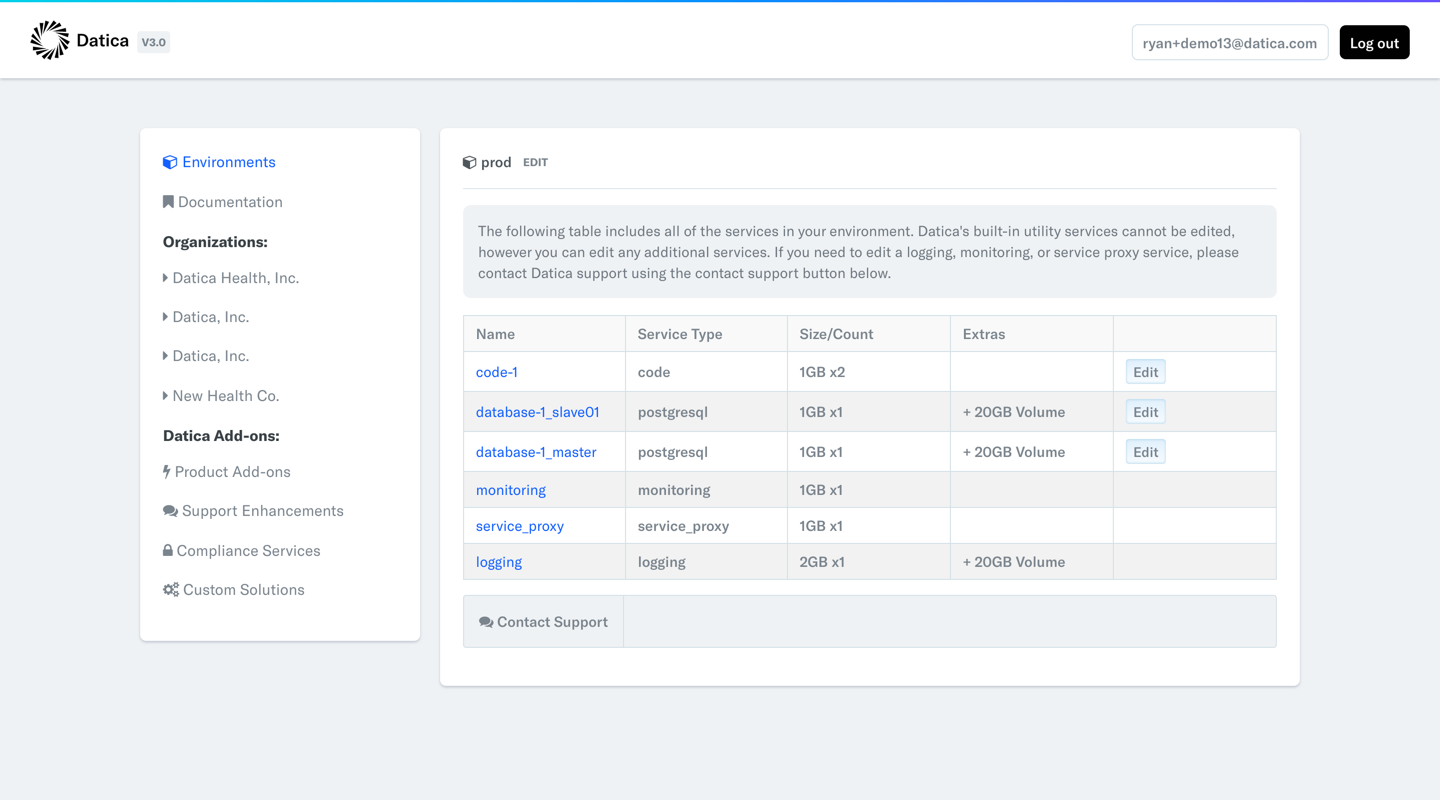 Datica V3.0
ryan+demo13@datica.com
Log out
Environments
Documentation
Organizations:
Datica Health, Inc.
Datica, Inc.
Datica, Inc.
New Health Co.
Datica Add-ons:
Product Add-ons
Support Enhancements
Compliance Services
Custom Solutions
prod EDIT
The following table includes all of the services in your environment. Datica's built-in utility services cannot be edited,
however you can edit any additional services. If you need to edit a logging, monitoring, or service proxy service, please
contact Datica support using the contact support button below.
Name Service Type Size/Count Extras
code-1 code 1GB x2 Edit
database-1_slave01 postgresql 1GB x1 + 20GB Volume Edit
database-1_master postgresql 1GB x1 + 20GB Volume Edit
monitoring monitoring 1GB x1
service_proxy service_proxy 1GB x1
logging logging 2GB x1 + 20GB Volume
Contact Support